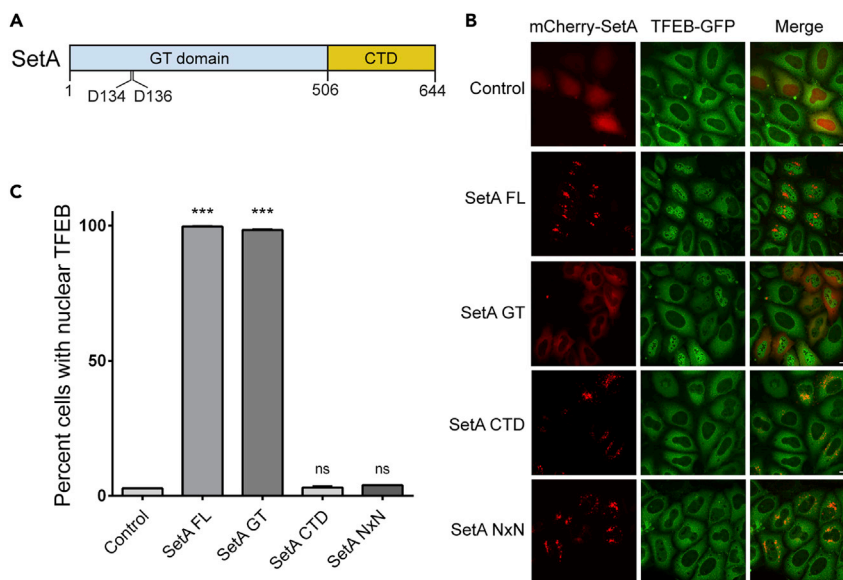 A
SetA
GT domain
CTD
1
D134
D136
506
644
B
mCherry-SetA
TFEB-GFP
Merge
Control
SetA FL
SetA GT
SetA CTD
SetA NxN
C
Percent cells with nuclear TFEB
100
50
0
***
***
ns
ns
Control
SetA FL
SetA GT
SetA CTD
SetA NxN